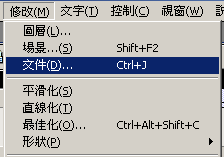 修改(M) 文字(T) 控制(C) 視窗(W)
圖層(L)...
場景...(S) Shift+F2
文件(D)... Ctrl+J
平滑化(S)
直線化(T)
最佳化(O)... Ctrl+Alt+Shift+C
形狀(P)